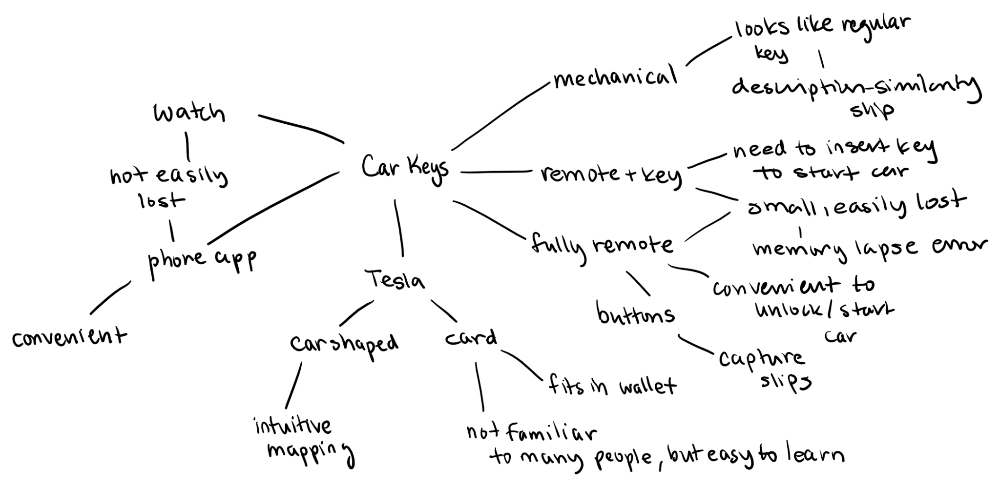 looks like regular
key
mechanical
description-similarity
slip
watch
Car Keys
need to insert key
to start car
remote + key
not easily
lost
small, easily lost
fully remote
memory lapse error
phone app
Tesla
convenient to
unlock / start
car
buttons
convenient
car shaped
card
capture
slips
fits in wallet
intuitive
mapping
not familiar
to many people, but easy to learn